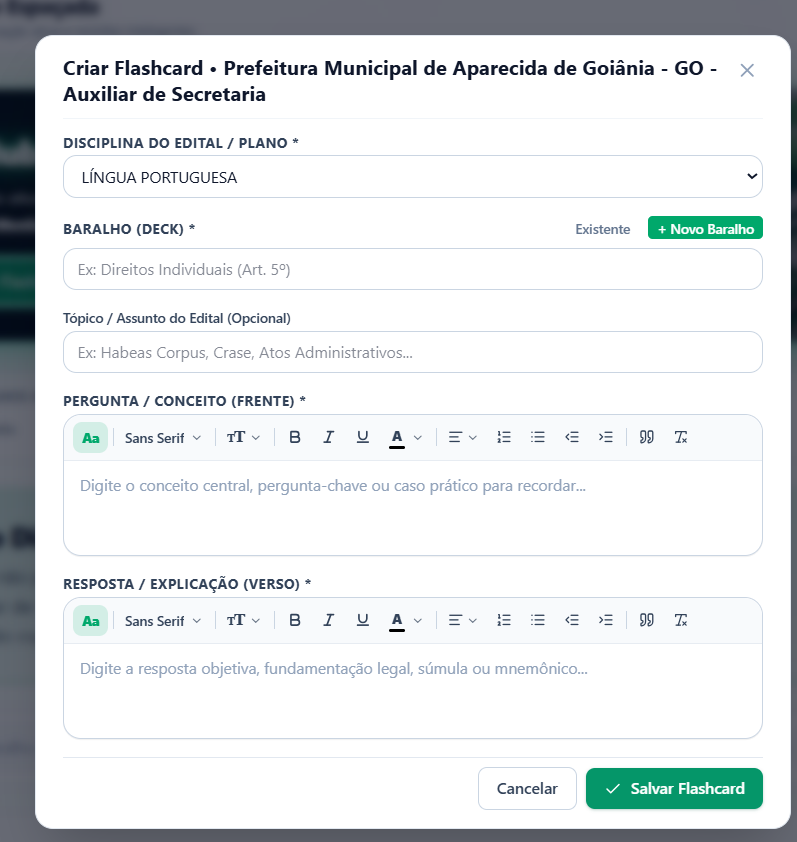 Espaçado
Criar Flashcard • Prefeitura Municipal de Aparecida de Goiânia - GO -
Auxiliar de Secretaria
DISCIPLINA DO EDITAL / PLANO *
LÍNGUA PORTUGUESA
BARALHO (DECK) *
Existente
+ Novo Baralho
Ex: Direitos Individuais (Art. 5º)
Tópico / Assunto do Edital (Opcional)
Ex: Habeas Corpus, Crase, Atos Administrativos...
PERGUNTA / CONCEITO (FRENTE) *
Aa Sans Serif TT B I U A
Digite o conceito central, pergunta-chave ou caso prático para recordar...
RESPOSTA / EXPLICAÇÃO (VERSO) *
Aa Sans Serif TT B I U A
Digite a resposta objetiva, fundamentação legal, súmula ou mnemônico...
Cancelar
Salvar Flashcard